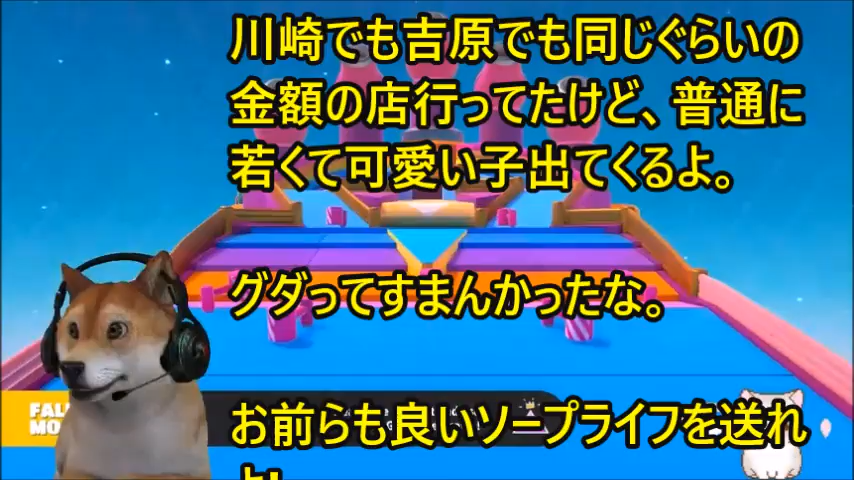 川崎でも吉原でも同じぐらいの
金額の店行ってたけど、普通に
若くて可愛い子出てくるよ。
グダってすまんかったな。
お前らも良いソープライフを送れ